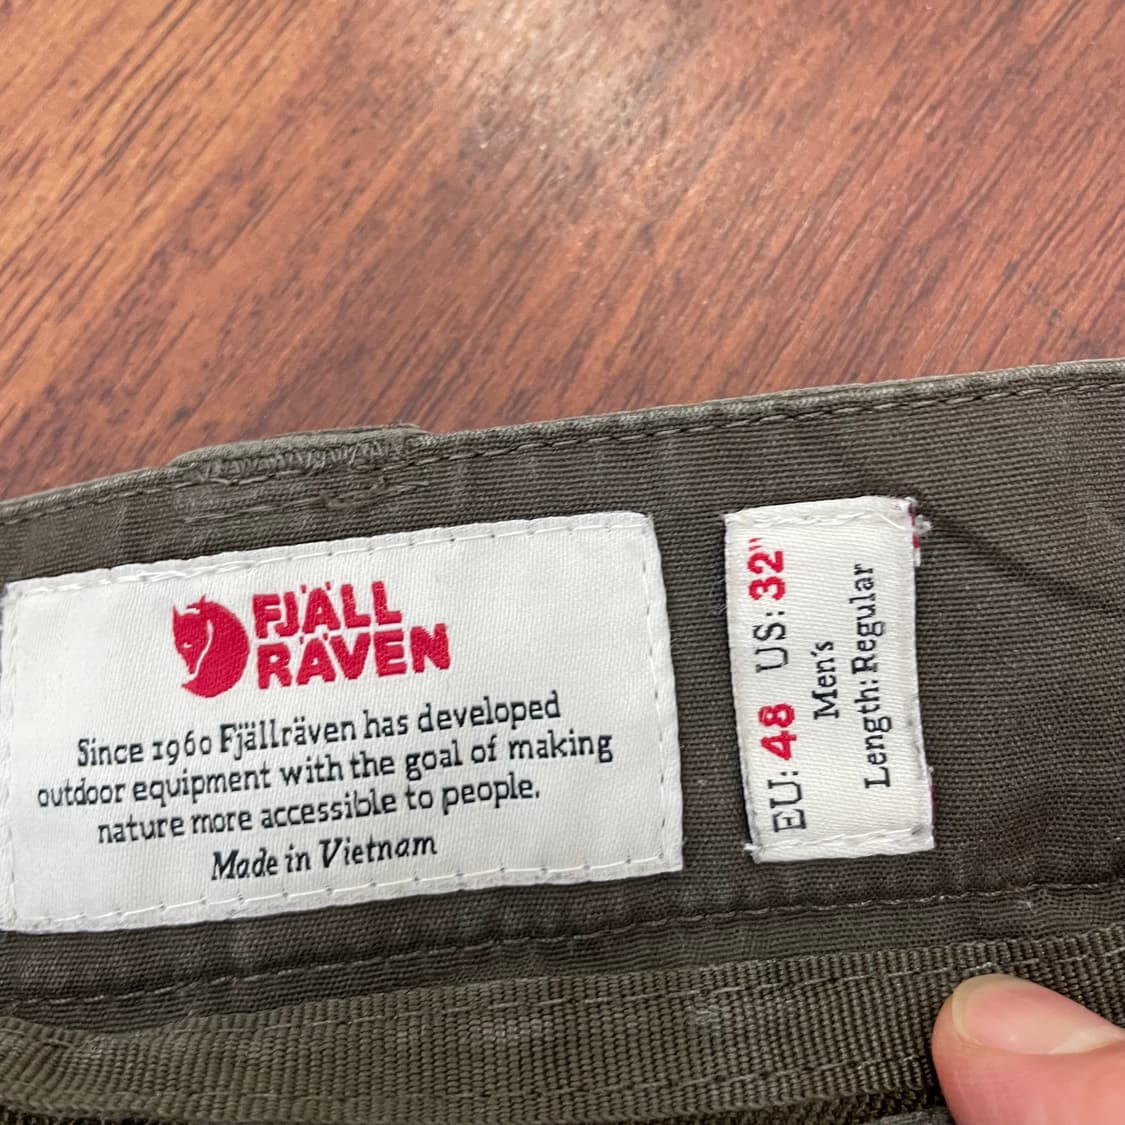 FJÄLL
RÄVEN
Since 1960 Fjällräven has developed
outdoor equipment with the goal of making
nature more accessible to people.
Made in Vietnam
EU: 48 US: 32"
Men's
Length: Regular